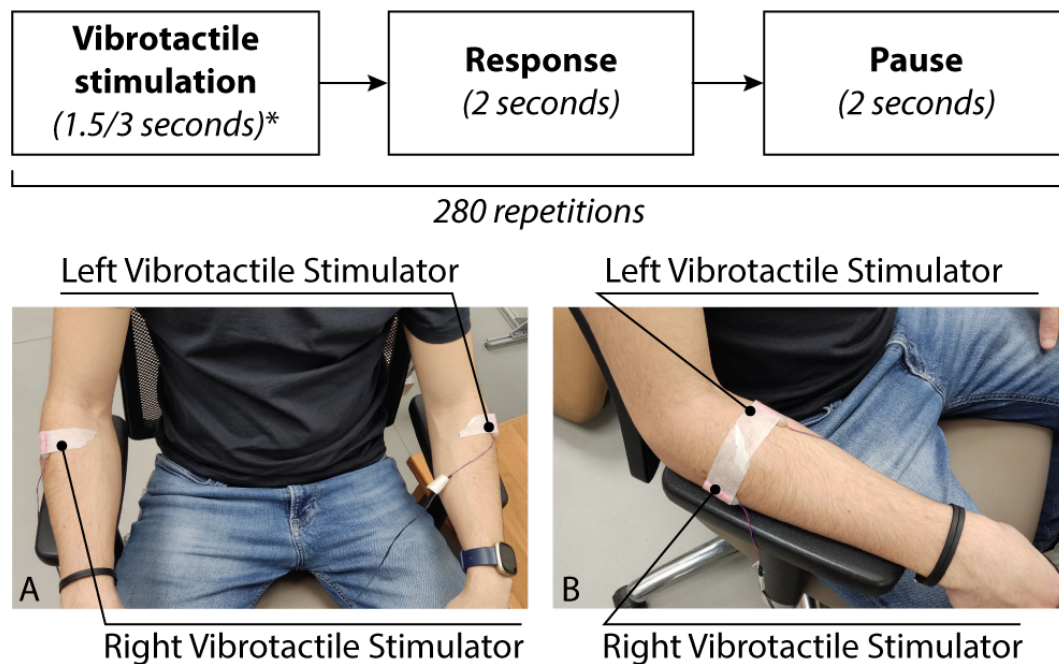 Vibrotactile
stimulation
(1.5/3 seconds)*
Response
(2 seconds)
Pause
(2 seconds)
280 repetitions
Left Vibrotactile Stimulator
Left Vibrotactile Stimulator
A
B
Right Vibrotactile Stimulator
Right Vibrotactile Stimulator